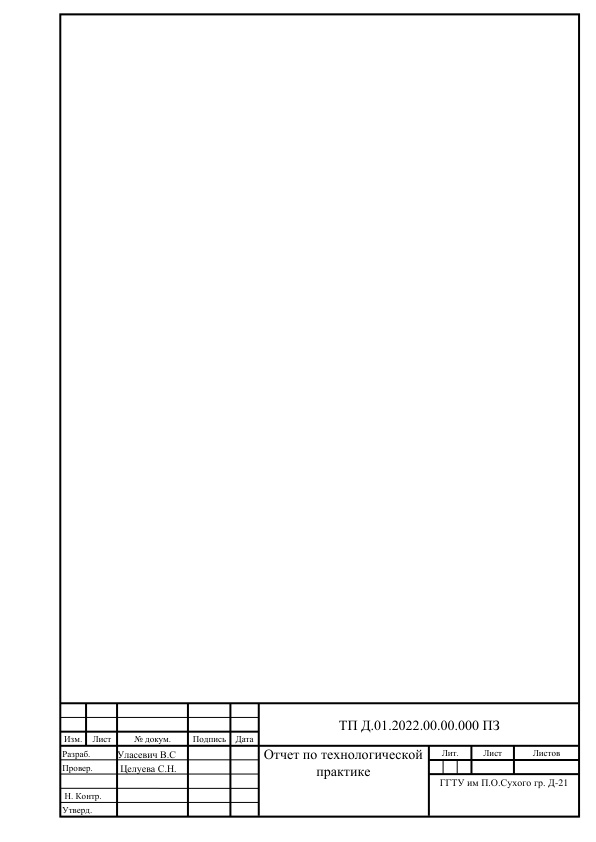 ТП Д.01.2022.00.00.000 ПЗ
Изм. Лист № докум. Подпись Дата
Разраб. Уласевич В.С
Провер. Целуева С.Н.
Н. Контр.
Утверд.
Отчет по технологической
практике
Лит. Лист Листов
ГГТУ им П.О.Сухого гр. Д-21